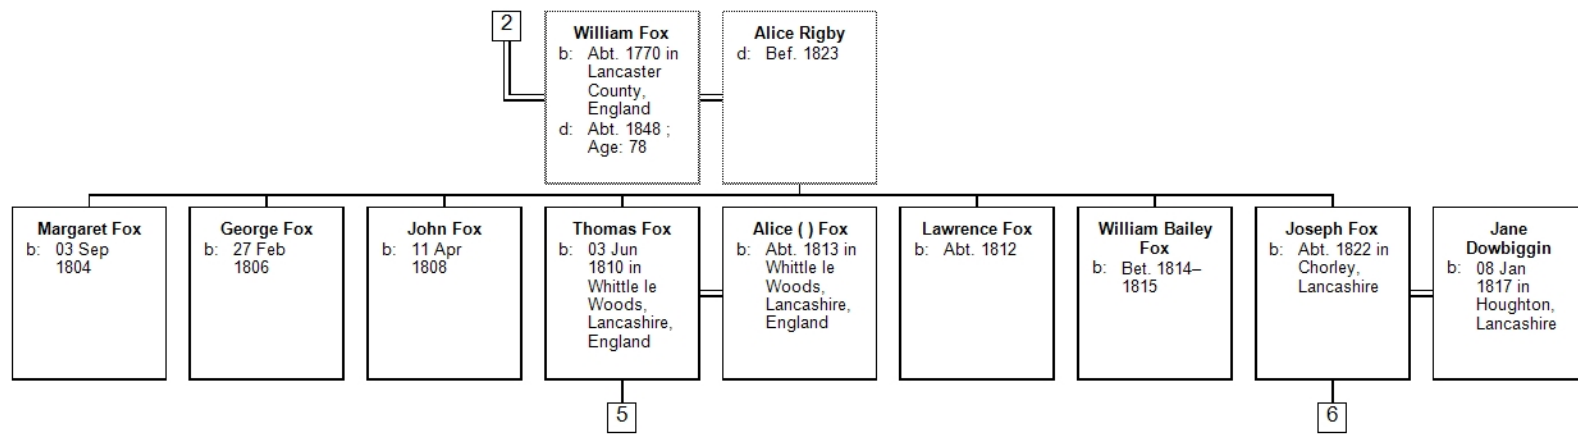 2
William Fox
b: Abt. 1770 in
Lancaster
County,
England
d: Abt. 1848 ;
Age: 78
Alice Rigby
d: Bef. 1823
Margaret Fox
b: 03 Sep
1804
George Fox
b: 27 Feb
1806
John Fox
b: 11 Apr
1808
Thomas Fox
b: 03 Jun
1810 in
Whittle le
Woods,
Lancashire,
England
Alice ( ) Fox
b: Abt. 1813 in
Whittle le
Woods,
Lancashire,
England
Lawrence Fox
b: Abt. 1812
William Bailey
Fox
b: Bet. 1814–
1815
Joseph Fox
b: Abt. 1822 in
Chorley,
Lancashire
Jane
Dowbiggin
b: 08 Jan
1817 in
Houghton,
Lancashire
5
6